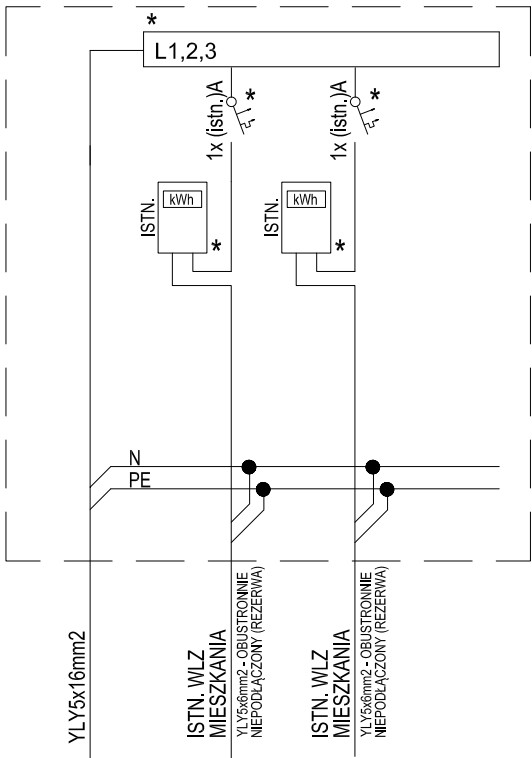 *
L1,2,3
1x (istn.)A
*
1x (istn.)A
*
ISTN.
kWh
*
ISTN.
kWh
*
N
PE
YLY5x16mm2
ISTN. WLZ
MIESZKANIA
YLY5x6mm2 - OBUSTRONNIE
NIEPODŁĄCZONY (REZERWA)
ISTN. WLZ
MIESZKANIA
YLY5x6mm2 - OBUSTRONNIE
NIEPODŁĄCZONY (REZERWA)